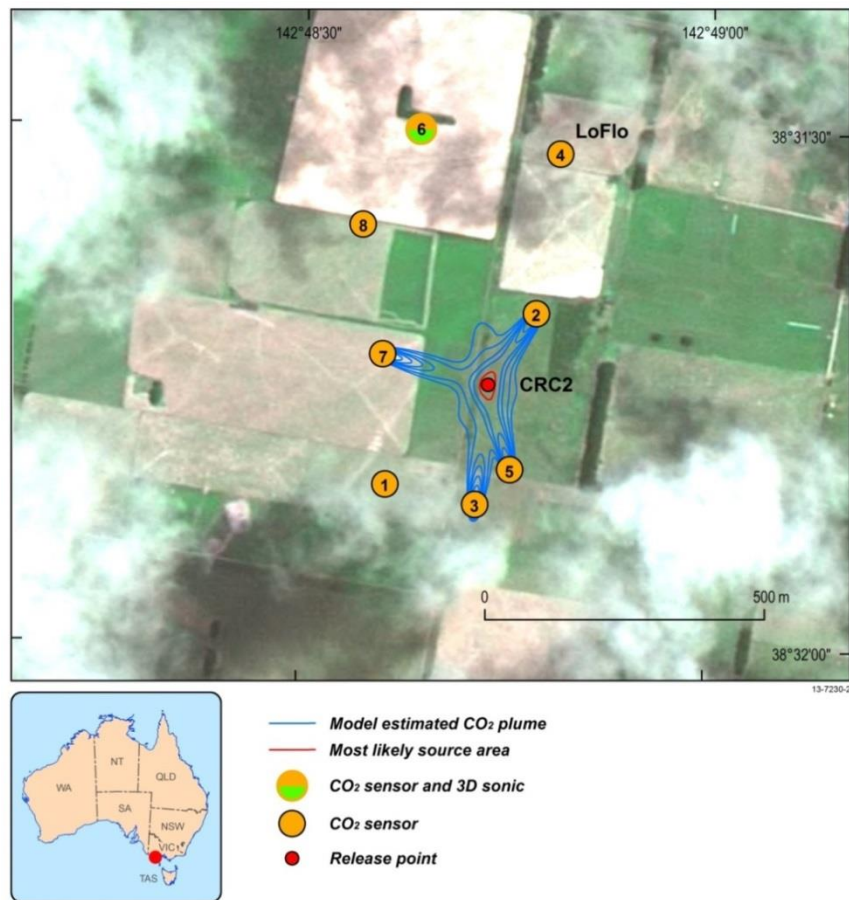 142°48'30"
142°49'00"
6
LoFlo
38°31'30"
4
8
2
7
CRC2
5
1
3
0
500 m
38°32'00"
13-7230-2
Model estimated CO₂ plume
Most likely source area
CO₂ sensor and 3D sonic
CO₂ sensor
Release point
NT
WA
QLD
SA
NSW
VIC
TAS